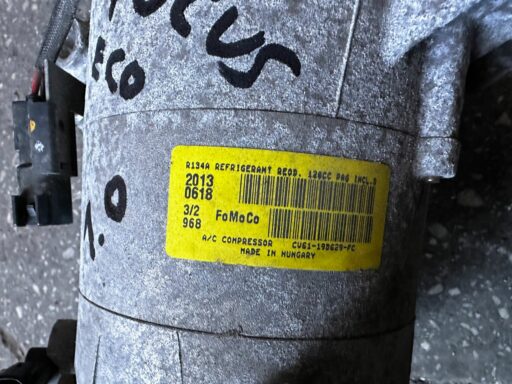 FOCUS
ECO
1.0
R134A REFRIGERANT REQD. 120CC PAG INCL.
2013
0618
3/2
968
FoMoCo
A/C COMPRESSOR CV61-19D629-FC
MADE IN HUNGARY